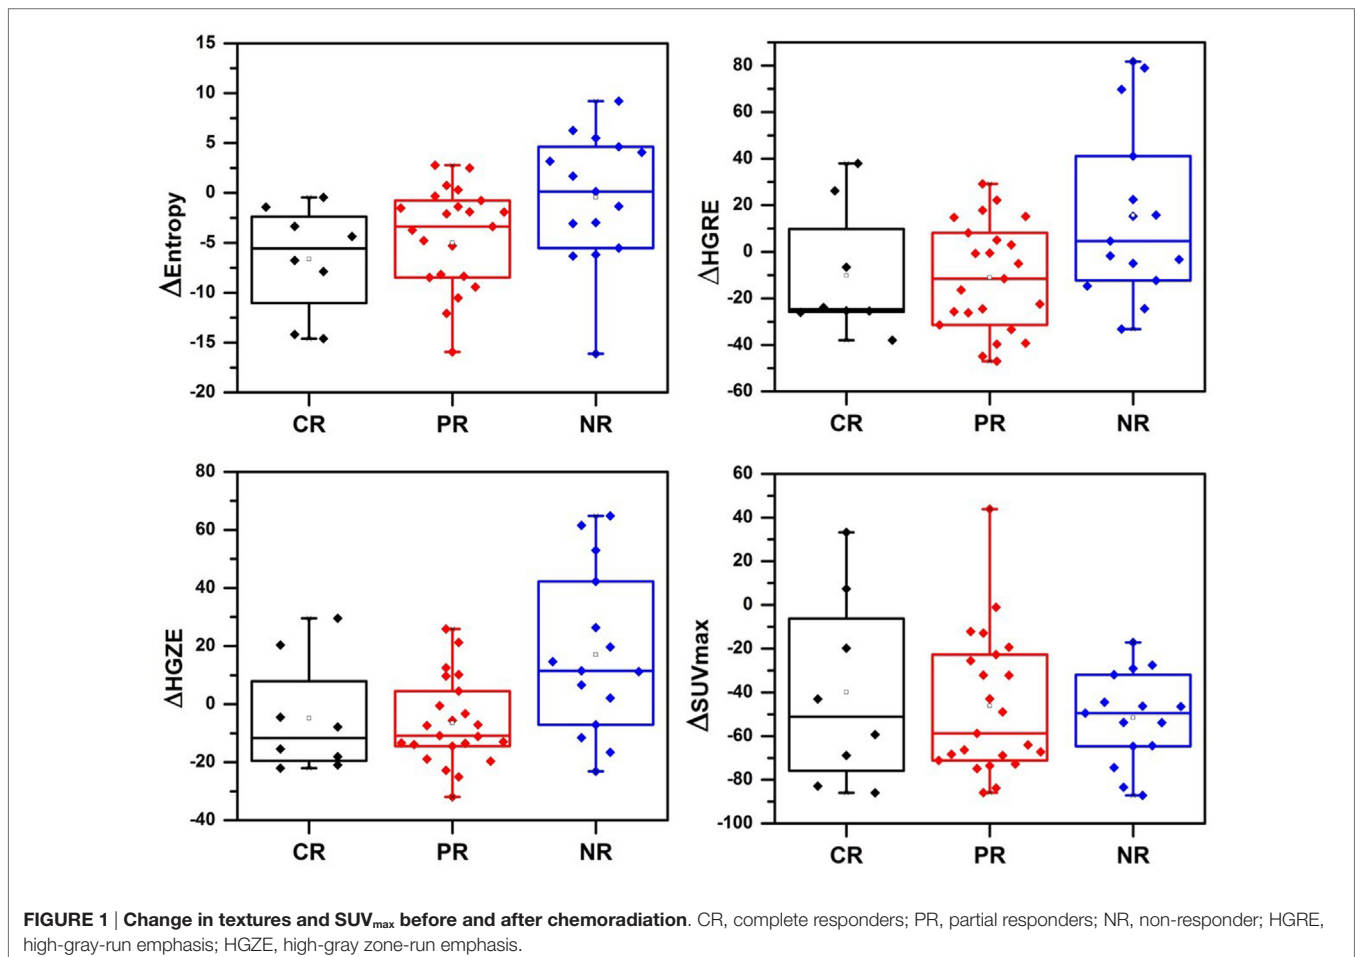 15
10
5
0
-5
-10
-15
-20
ΔEntropy
CR
PR
NR
80
60
40
20
0
-20
-40
-60
ΔHGRE
CR
PR
NR
80
60
40
20
0
-20
-40
ΔHGZE
CR
PR
NR
60
40
20
0
-20
-40
-60
-80
-100
ΔSUVmax
CR
PR
NR
FIGURE 1 | Change in textures and SUVmax before and after chemoradiation. CR, complete responders; PR, partial responders; NR, non-responder; HGRE,
high-gray-run emphasis; HGZE, high-gray zone-run emphasis.